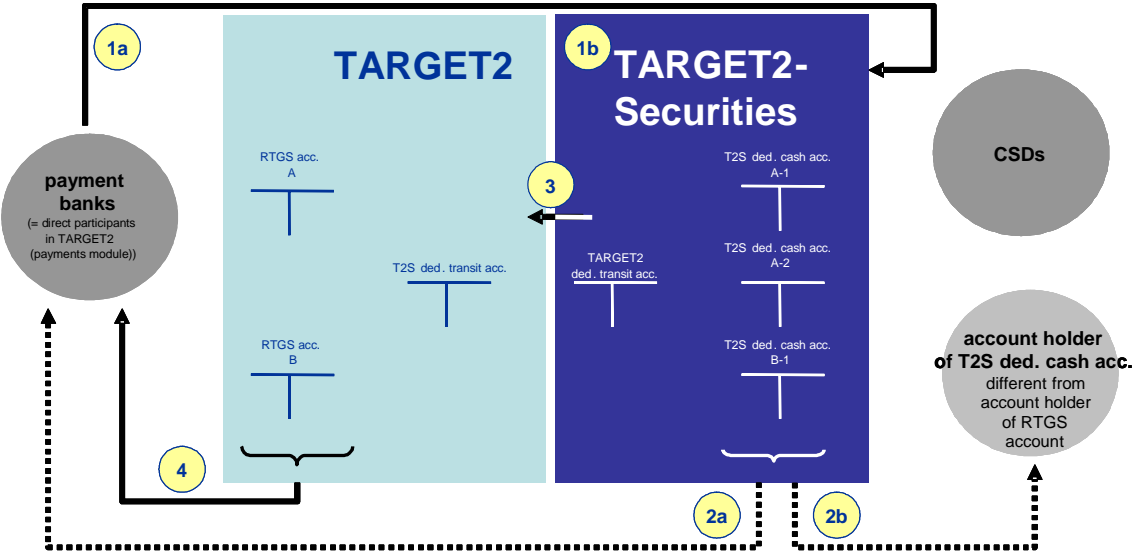 1a
TARGET2
1b
TARGET2-
Securities
CSDs
payment
banks
(= direct participants
in TARGET2
(payments module))
RTGS acc.
A
3
T2S ded. cash acc.
A-1
T2S ded. transit acc.
TARGET2
ded. transit acc.
T2S ded. cash acc.
A-2
RTGS acc.
B
T2S ded. cash acc.
B-1
account holder
of T2S ded. cash acc.
different from
account holder
of RTGS
account
4
2a
2b